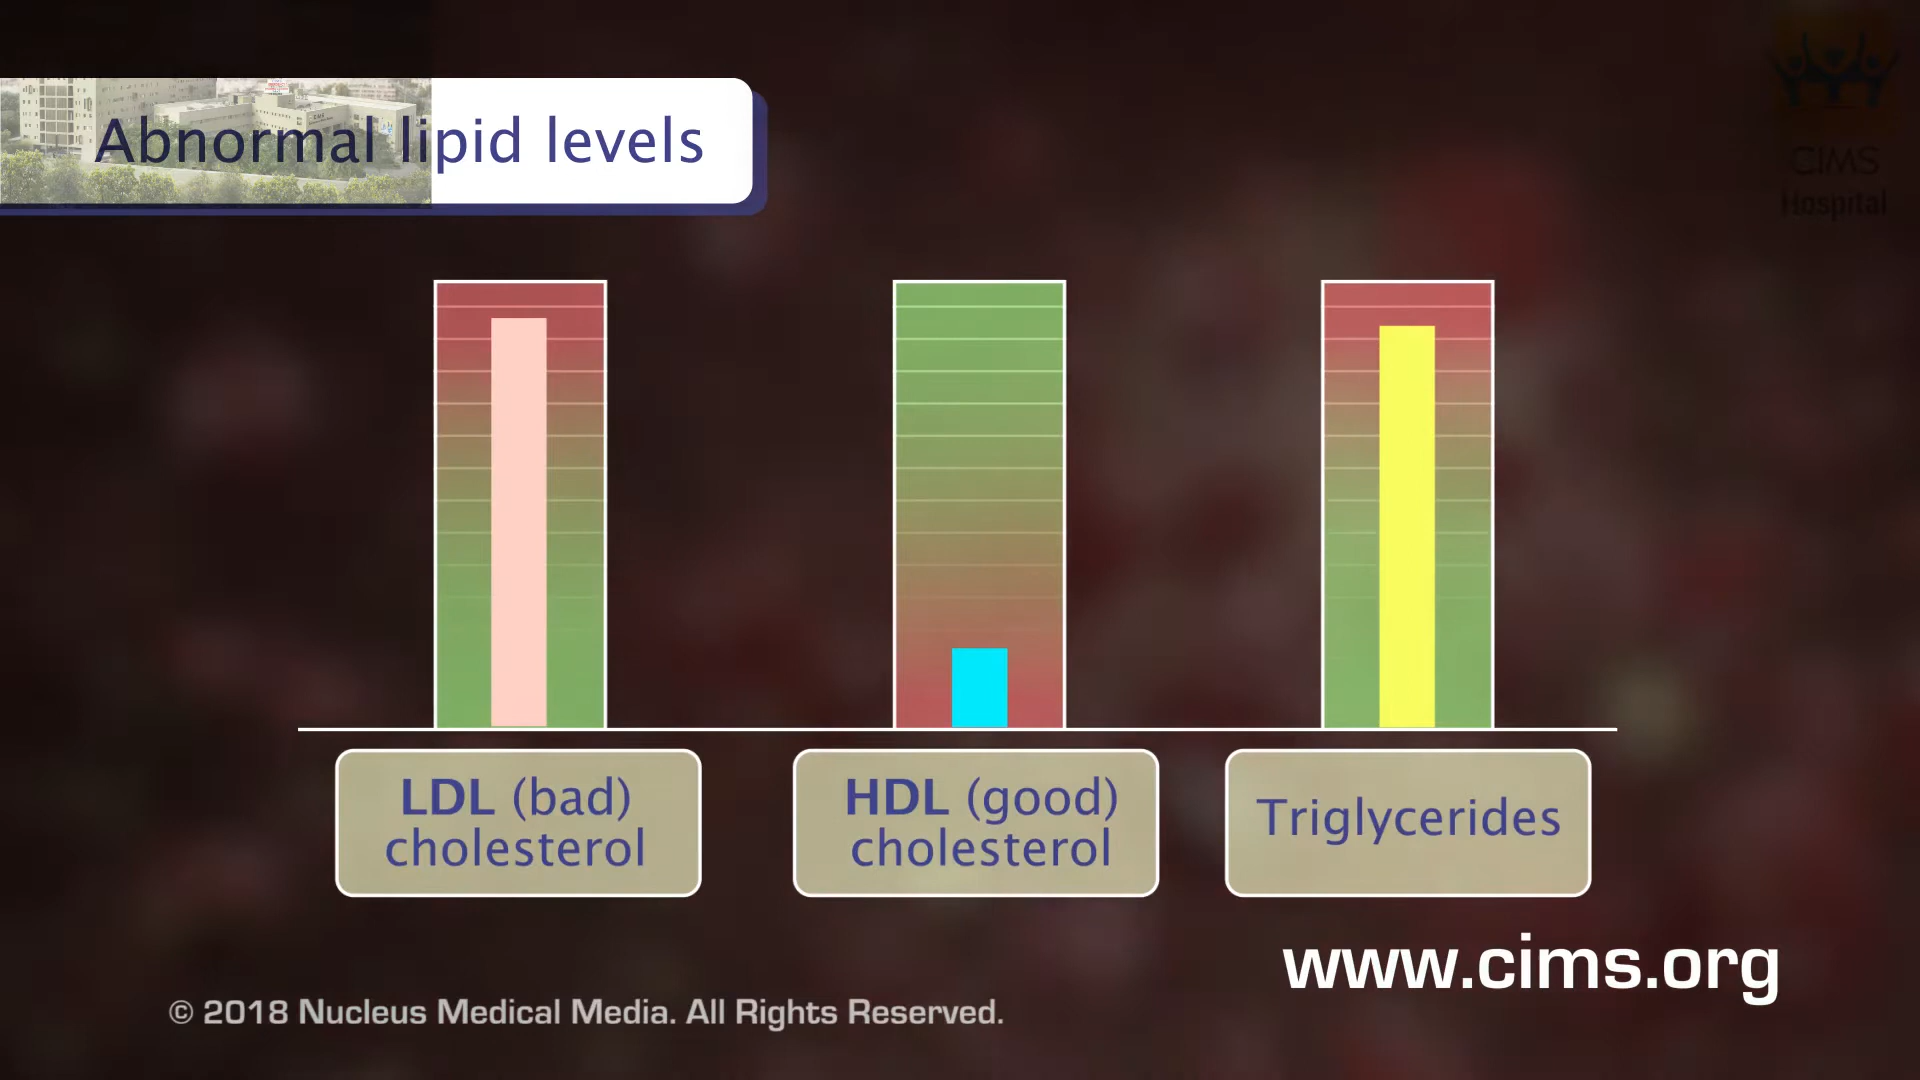 Abnormal lipid levels
CIMS
Hospital
LDL (bad)
cholesterol
HDL (good)
cholesterol
Triglycerides
www.cims.org
© 2018 Nucleus Medical Media. All Rights Reserved.